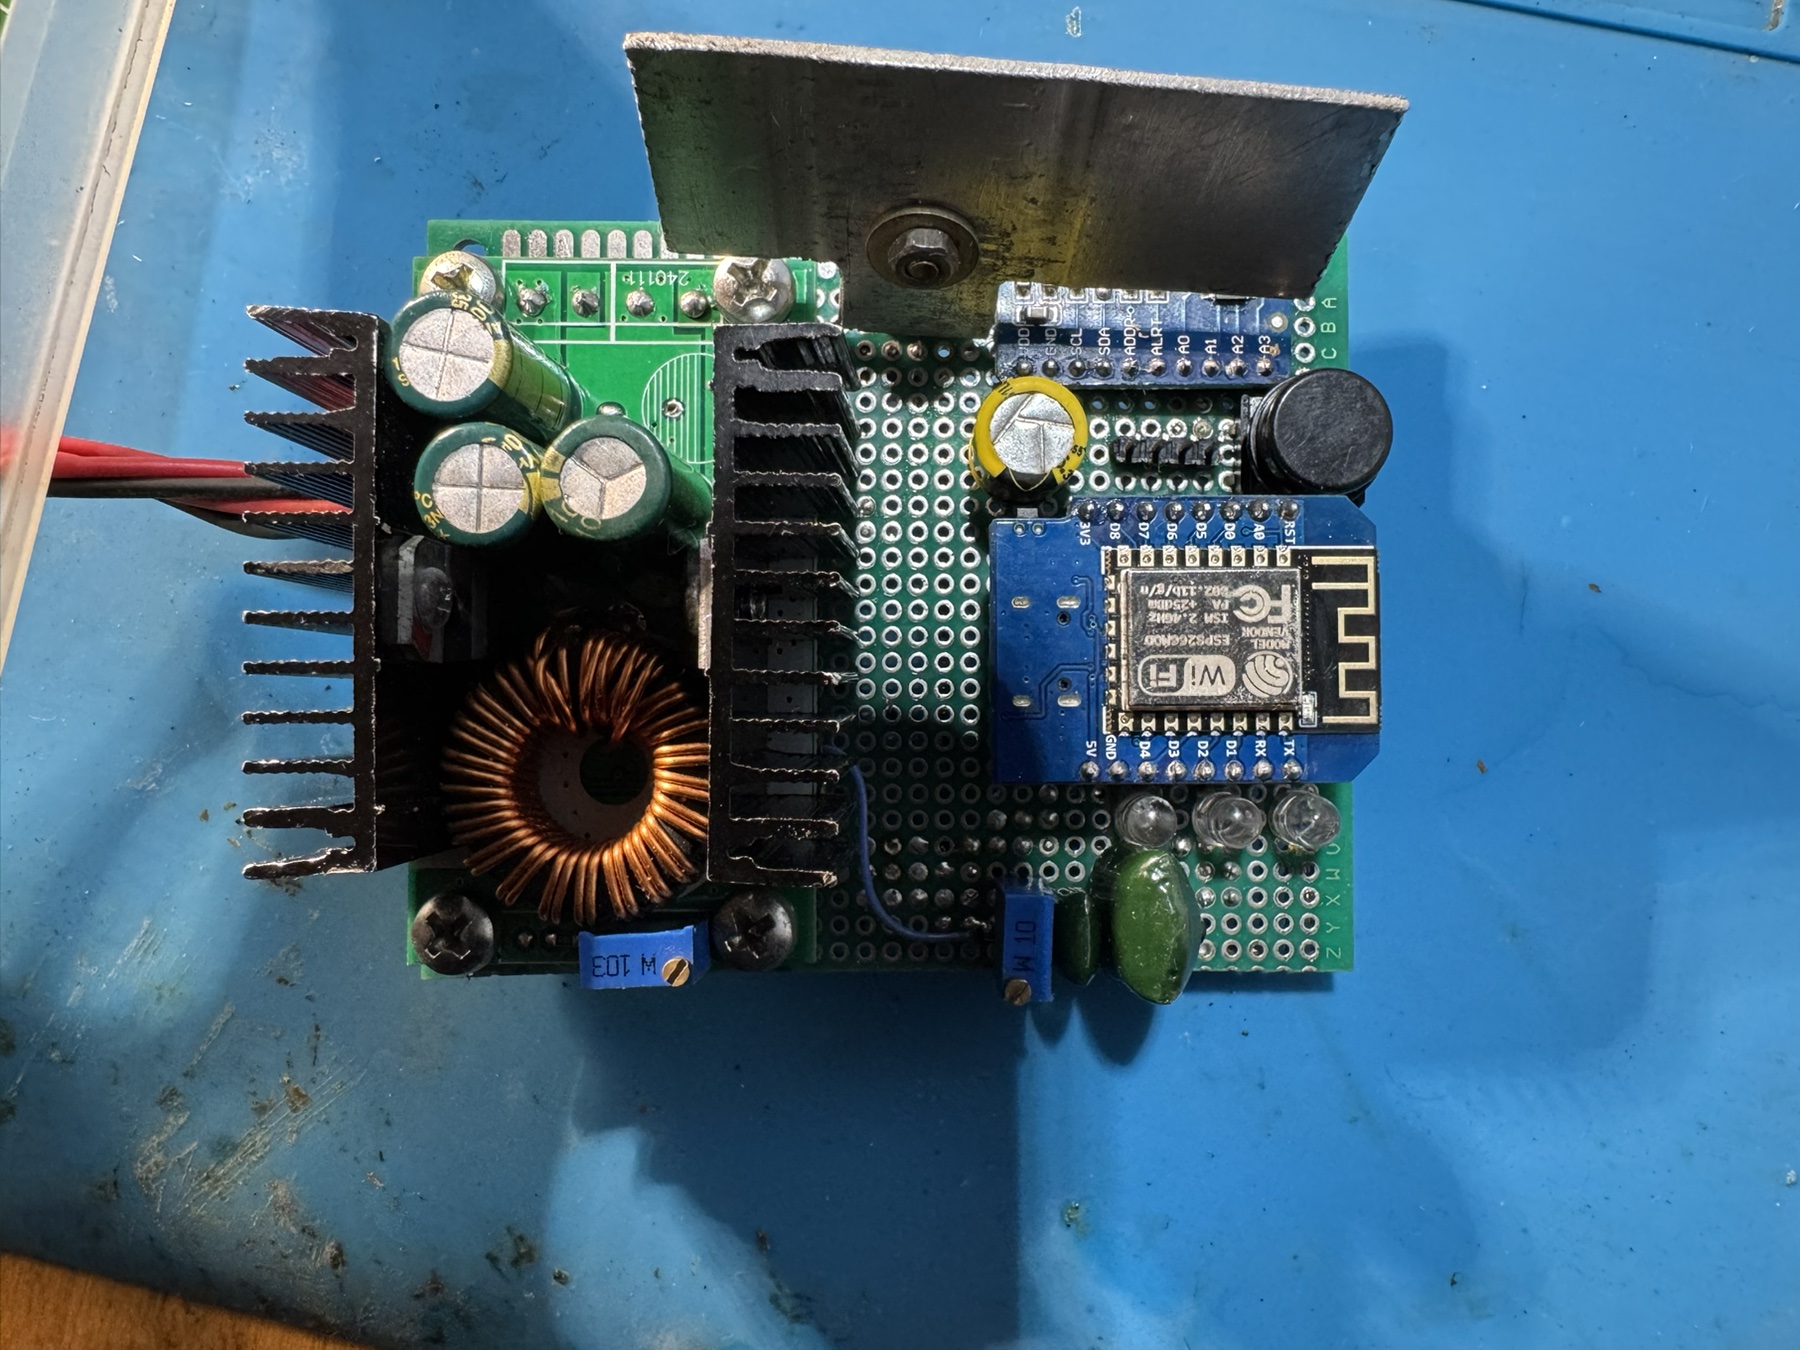 24011
A
B
C
VDD
GND
SCL
SDA
ADDR
ALRT
A0
A1
A2
A3
3V3
D8
D7
D6
D5
D0
A0
RST
MODEL
VENDOR
ESP8266MOD
ISM 2.4GHz
PA +25dBm
802.11b/g/n
FC
Wi Fi
5V
GND
D4
D3
D2
D1
RX
TX
W
X
Y
Z
W 103